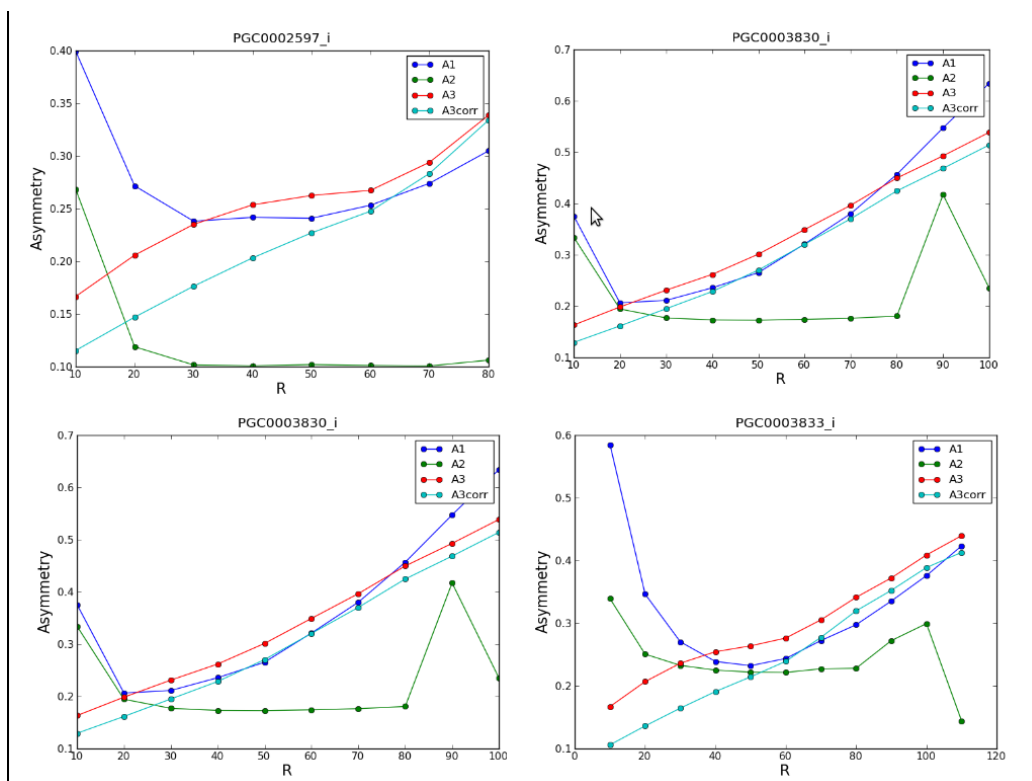 PGC0002597_i
0.40
0.35
0.30
0.25
0.20
0.15
0.10
Asymmetry
10 20 30 40 50 60 70 80
R
A1
A2
A3
A3corr
PGC0003830_i
0.7
0.6
0.5
0.4
0.3
0.2
0.1
Asymmetry
10 20 30 40 50 60 70 80 90 100
R
A1
A2
A3
A3corr
PGC0003830_i
0.7
0.6
0.5
0.4
0.3
0.2
0.1
Asymmetry
10 20 30 40 50 60 70 80 90 100
R
A1
A2
A3
A3corr
PGC0003833_i
0.6
0.5
0.4
0.3
0.2
0.1
Asymmetry
0 20 40 60 80 100 120
R
A1
A2
A3
A3corr